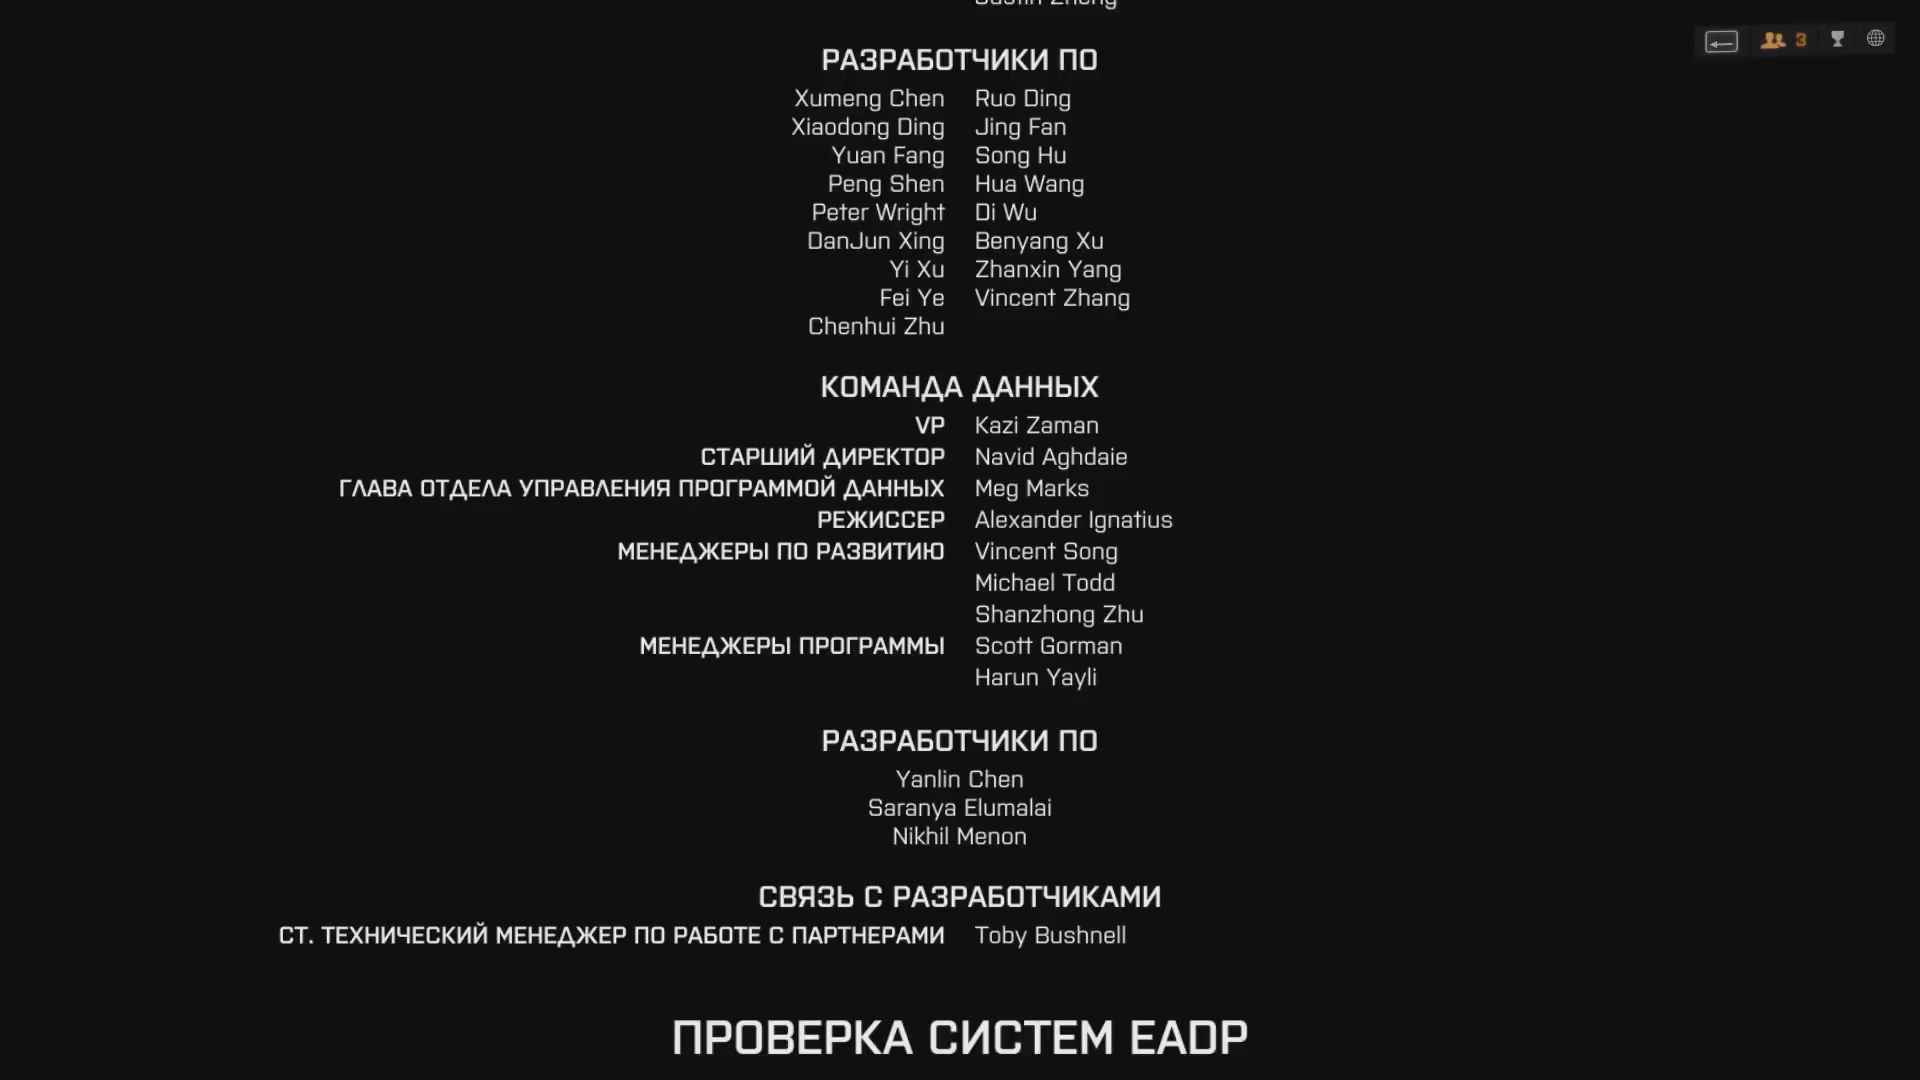 РАЗРАБОТЧИКИ ПО
Xumeng Chen Ruo Ding
Xiaodong Ding Jing Fan
Yuan Fang Song Hu
Peng Shen Hua Wang
Peter Wright Di Wu
DanJun Xing Benyang Xu
Yi Xu Zhanxin Yang
Fei Ye Vincent Zhang
Chenhui Zhu
КОМАНДА ДАННЫХ
VP Kazi Zaman
СТАРШИЙ ДИРЕКТОР Navid Aghdaie
ГЛАВА ОТДЕЛА УПРАВЛЕНИЯ ПРОГРАММОЙ ДАННЫХ Meg Marks
РЕЖИССЕР Alexander Ignatius
МЕНЕДЖЕРЫ ПО РАЗВИТИЮ Vincent Song
Michael Todd
Shanzhong Zhu
МЕНЕДЖЕРЫ ПРОГРАММЫ Scott Gorman
Harun Yayli
РАЗРАБОТЧИКИ ПО
Yanlin Chen
Saranya Elumalai
Nikhil Menon
СВЯЗЬ С РАЗРАБОТЧИКАМИ
СТ. ТЕХНИЧЕСКИЙ МЕНЕДЖЕР ПО РАБОТЕ С ПАРТНЕРАМИ Toby Bushnell
ПРОВЕРКА СИСТЕМ EADP
3